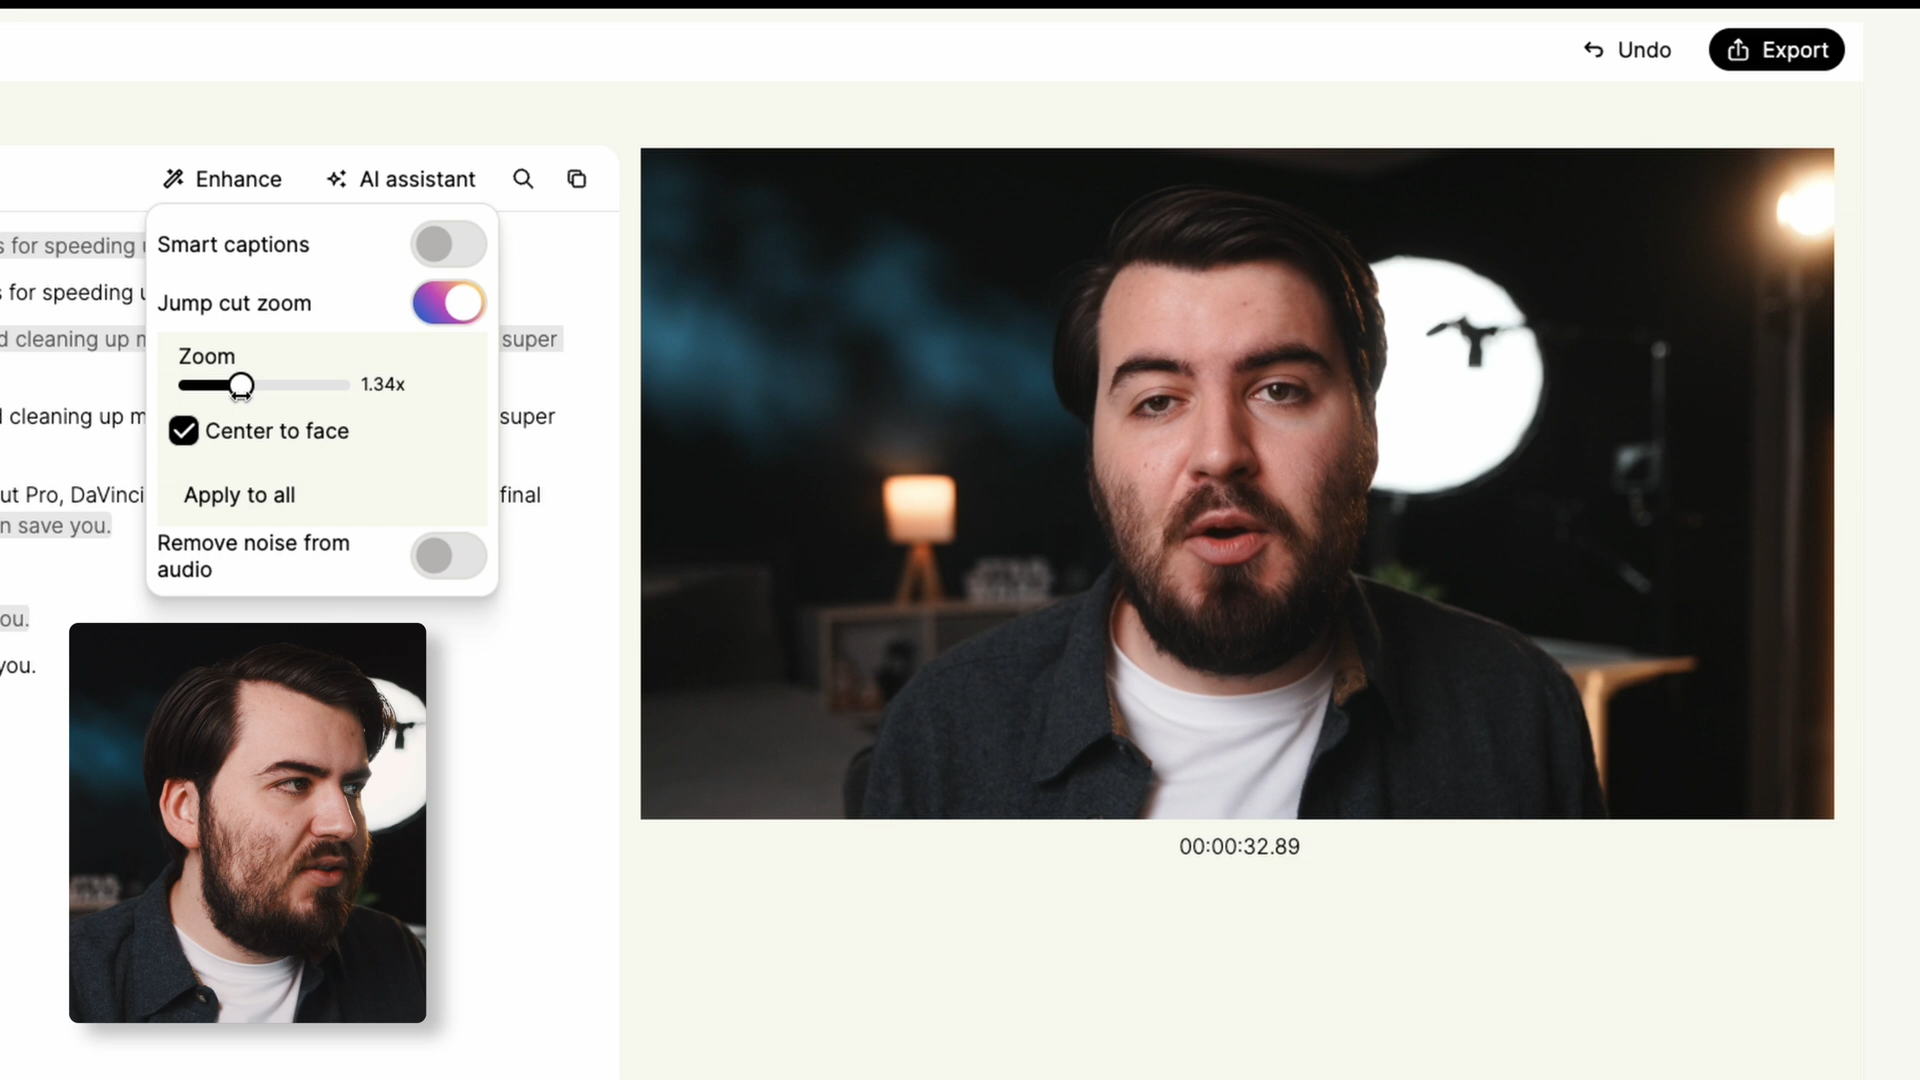 Undo
Export
Enhance
AI assistant
s for speeding
Smart captions
s for speeding u
Jump cut zoom
d cleaning up m
super
Zoom
1.34x
d cleaning up m
super
Center to face
ut Pro, DaVinci
Apply to all
final
n save you.
Remove noise from
audio
ou.
you.
00:00:32.89